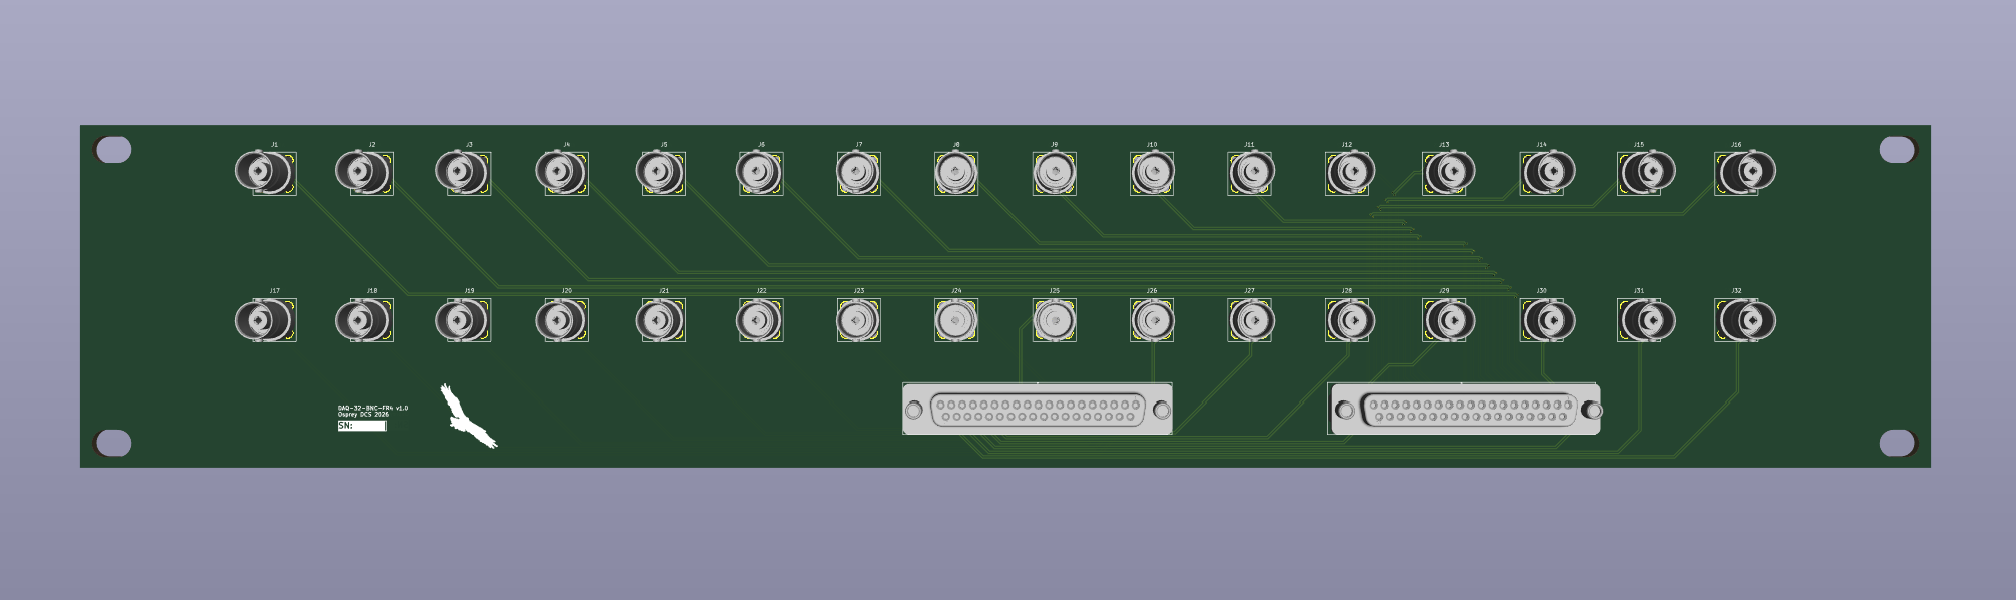 J1 J2 J3 J4 J5 J6 J7 J8 J9 J10 J11 J12 J13 J14 J15 J16
J17 J18 J19 J20 J21 J22 J23 J24 J25 J26 J27 J28 J29 J30 J31 J32
DAQ-32-BNC-FR4 v1.0
Osprey DCS 2026
SN: